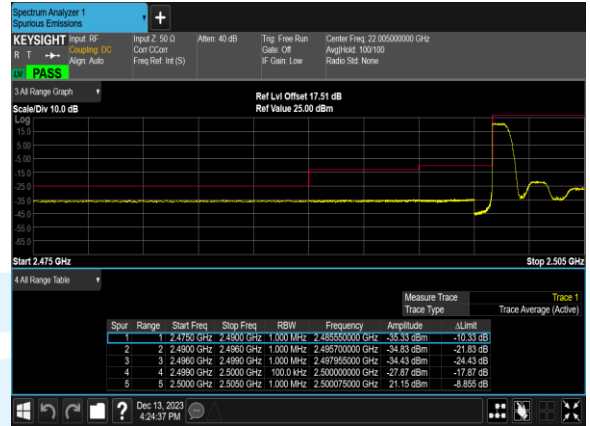 Spectrum Analyzer 1
Spurious Emissions
+
KEYSIGHT Input: RF Input Z: 50 Ω Atten: 40 dB Trig: Free Run Center Freq: 22.005000000 GHz
R T Coupling: DC Corr CCorr Gate: Off Avg|Hold: 100/100
Align: Auto Freq Ref: Int (S) IF Gain: Low Radio Std: None
PASS
3 All Range Graph
Ref Lvl Offset 17.51 dB
Scale/Div 10.0 dB Ref Value 25.00 dBm
Log
15.0
5.00
-5.00
-15.0
-25.0
-35.0
-45.0
-55.0
-65.0
Start 2.475 GHz Stop 2.505 GHz
4 All Range Table
Measure Trace Trace 1
Trace Type Trace Average (Active)
Spur Range Start Freq Stop Freq RBW Frequency Amplitude ΔLimit
1 1 2.4750 GHz 2.4900 GHz 1.000 MHz 2.485550000 GHz -35.33 dBm -10.33 dB
2 2 2.4900 GHz 2.4960 GHz 1.000 MHz 2.495700000 GHz -34.83 dBm -21.83 dB
3 3 2.4960 GHz 2.4990 GHz 1.000 MHz 2.497955000 GHz -34.43 dBm -24.43 dB
4 4 2.4990 GHz 2.5000 GHz 100.0 kHz 2.500000000 GHz -27.87 dBm -17.87 dB
5 5 2.5000 GHz 2.5050 GHz 1.000 MHz 2.500075000 GHz 21.15 dBm -8.855 dB
?
Dec 13, 2023
4:24:37 PM